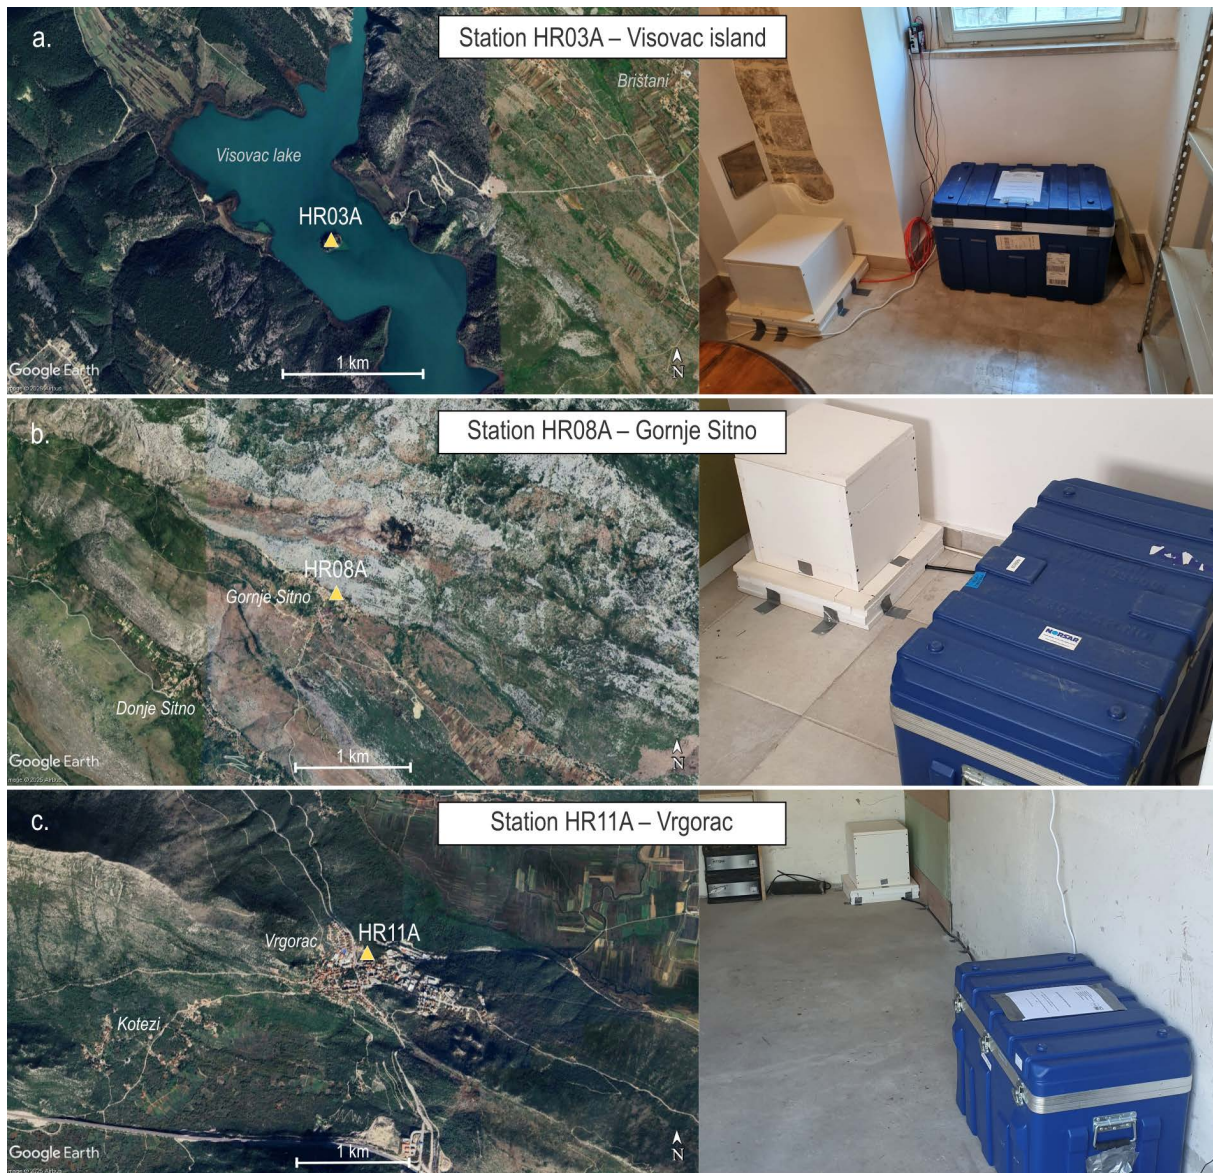 a.
Station HR03A – Visovac island
Brištani
Visovac lake
HR03A
1 km
N
Google Earth
b.
Station HR08A – Gornje Sitno
HR08A
Gornje Sitno
Donje Sitno
NORSAR
1 km
N
Google Earth
c.
Station HR11A – Vrgorac
Vrgorac
HR11A
Kotezi
1 km
N
Google Earth